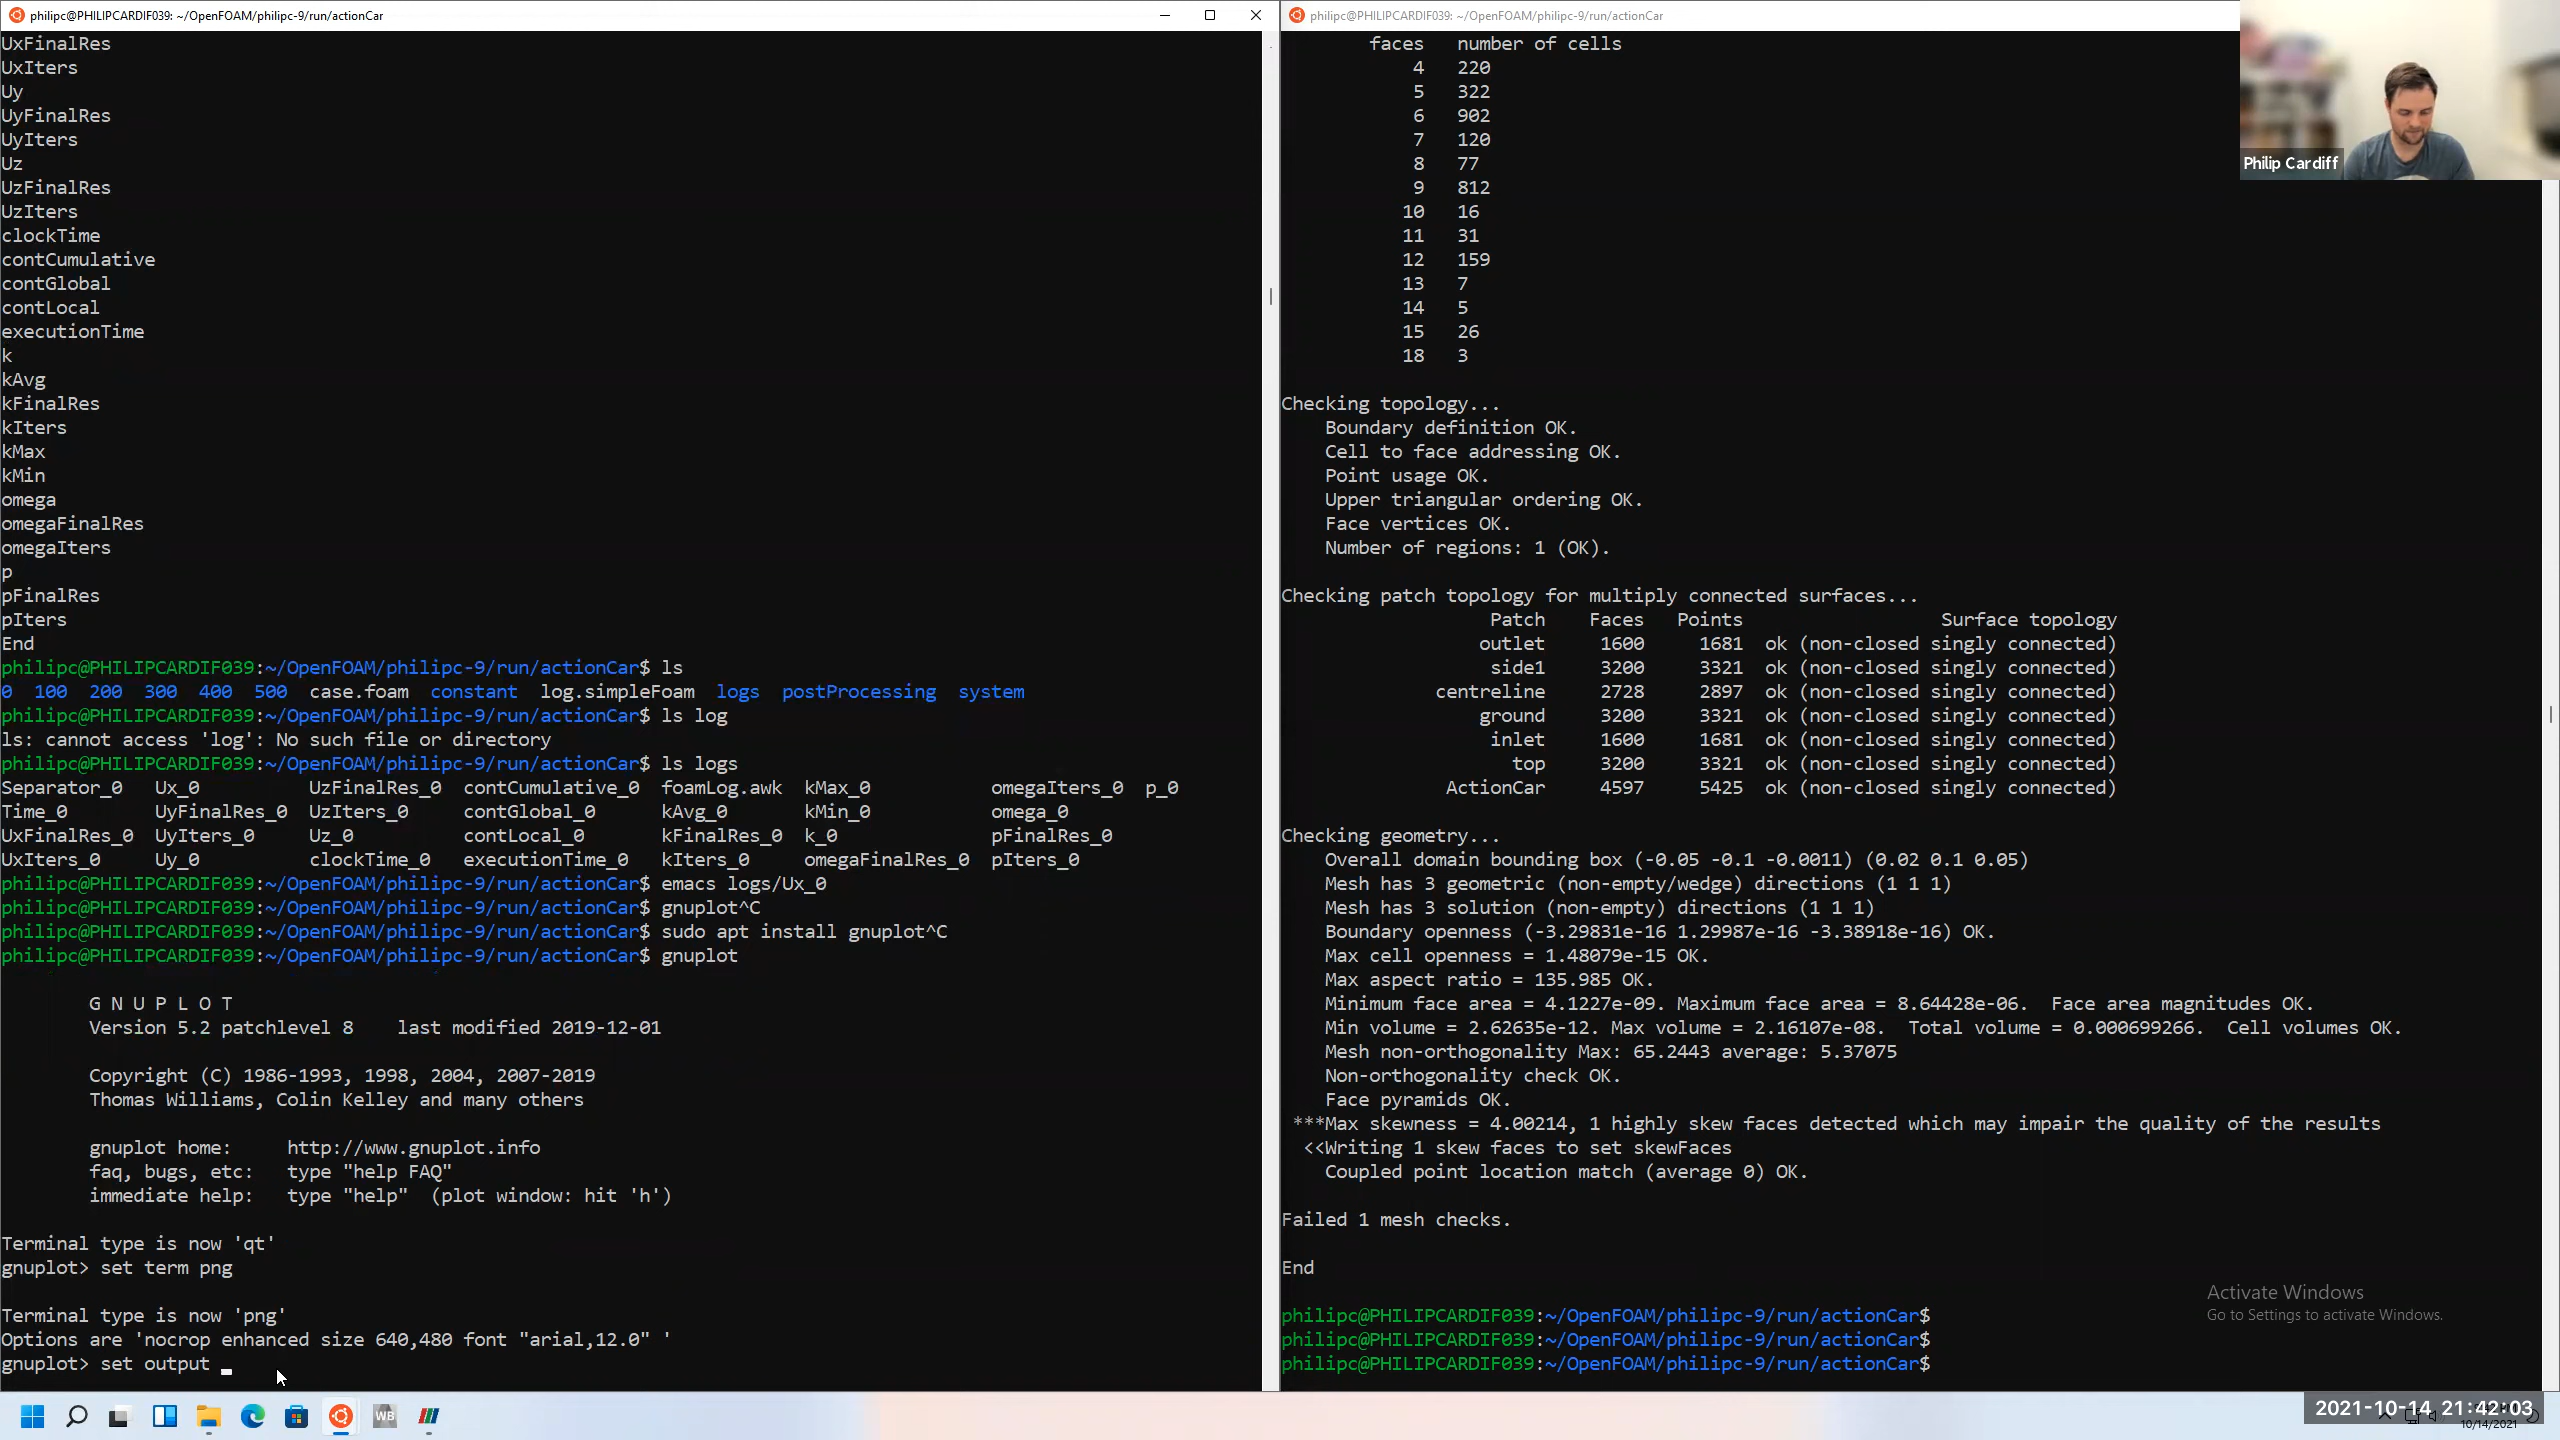 philipc@PHILIPCARDIF039: ~/OpenFOAM/philipc-9/run/actionCar
UxFinalRes
UxIters
Uy
UyFinalRes
UyIters
Uz
UzFinalRes
UzIters
clockTime
contCumulative
contGlobal
contLocal
executionTime
k
kAvg
kFinalRes
kIters
kMax
kMin
omega
omegaFinalRes
omegaIters
p
pFinalRes
pIters
End
philipc@PHILIPCARDIF039:~/OpenFOAM/philipc-9/run/actionCar$ ls
0 100 200 300 400 500 case.foam constant log.simpleFoam logs postProcessing system
philipc@PHILIPCARDIF039:~/OpenFOAM/philipc-9/run/actionCar$ ls log
ls: cannot access 'log': No such file or directory
philipc@PHILIPCARDIF039:~/OpenFOAM/philipc-9/run/actionCar$ ls logs
Separator_0 Ux_0 UzFinalRes_0 contCumulative_0 foamLog.awk kMax_0 omegaIters_0 p_0
Time_0 UyFinalRes_0 UzIters_0 contGlobal_0 kAvg_0 kMin_0 omega_0
UxFinalRes_0 UyIters_0 Uz_0 contLocal_0 kFinalRes_0 k_0 pFinalRes_0
UxIters_0 Uy_0 clockTime_0 executionTime_0 kIters_0 omegaFinalRes_0 pIters_0
philipc@PHILIPCARDIF039:~/OpenFOAM/philipc-9/run/actionCar$ emacs logs/Ux_0
philipc@PHILIPCARDIF039:~/OpenFOAM/philipc-9/run/actionCar$ gnuplot^C
philipc@PHILIPCARDIF039:~/OpenFOAM/philipc-9/run/actionCar$ sudo apt install gnuplot^C
philipc@PHILIPCARDIF039:~/OpenFOAM/philipc-9/run/actionCar$ gnuplot
G N U P L O T
Version 5.2 patchlevel 8 last modified 2019-12-01
Copyright (C) 1986-1993, 1998, 2004, 2007-2019
Thomas Williams, Colin Kelley and many others
gnuplot home: http://www.gnuplot.info
faq, bugs, etc: type "help FAQ"
immediate help: type "help" (plot window: hit 'h')
Terminal type is now 'qt'
gnuplot> set term png
Terminal type is now 'png'
Options are 'nocrop enhanced size 640,480 font "arial,12.0" '
gnuplot> set output
philipc@PHILIPCARDIF039: ~/OpenFOAM/philipc-9/run/actionCar
faces number of cells
4 220
5 322
6 902
7 120
8 77
9 812
10 16
11 31
12 159
13 7
14 5
15 26
18 3
Checking topology...
Boundary definition OK.
Cell to face addressing OK.
Point usage OK.
Upper triangular ordering OK.
Face vertices OK.
Number of regions: 1 (OK).
Checking patch topology for multiply connected surfaces...
Patch Faces Points Surface topology
outlet 1600 1681 ok (non-closed singly connected)
side1 3200 3321 ok (non-closed singly connected)
centreline 2728 2897 ok (non-closed singly connected)
ground 3200 3321 ok (non-closed singly connected)
inlet 1600 1681 ok (non-closed singly connected)
top 3200 3321 ok (non-closed singly connected)
ActionCar 4597 5425 ok (non-closed singly connected)
Checking geometry...
Overall domain bounding box (-0.05 -0.1 -0.0011) (0.02 0.1 0.05)
Mesh has 3 geometric (non-empty/wedge) directions (1 1 1)
Mesh has 3 solution (non-empty) directions (1 1 1)
Boundary openness (-3.29831e-16 1.29987e-16 -3.38918e-16) OK.
Max cell openness = 1.48079e-15 OK.
Max aspect ratio = 135.985 OK.
Minimum face area = 4.1227e-09. Maximum face area = 8.64428e-06. Face area magnitudes OK.
Min volume = 2.62635e-12. Max volume = 2.16107e-08. Total volume = 0.000699266. Cell volumes OK.
Mesh non-orthogonality Max: 65.2443 average: 5.37075
Non-orthogonality check OK.
Face pyramids OK.
***Max skewness = 4.00214, 1 highly skew faces detected which may impair the quality of the results
<<Writing 1 skew faces to set skewFaces
Coupled point location match (average 0) OK.
Failed 1 mesh checks.
End
philipc@PHILIPCARDIF039:~/OpenFOAM/philipc-9/run/actionCar$
philipc@PHILIPCARDIF039:~/OpenFOAM/philipc-9/run/actionCar$
philipc@PHILIPCARDIF039:~/OpenFOAM/philipc-9/run/actionCar$
Philip Cardiff
Activate Windows
Go to Settings to activate Windows.
WB
2021-10-14 21:42:03
10/14/2021